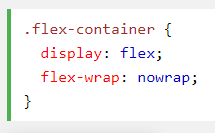 .flex-container {
  display: flex;
  flex-wrap: nowrap;
}